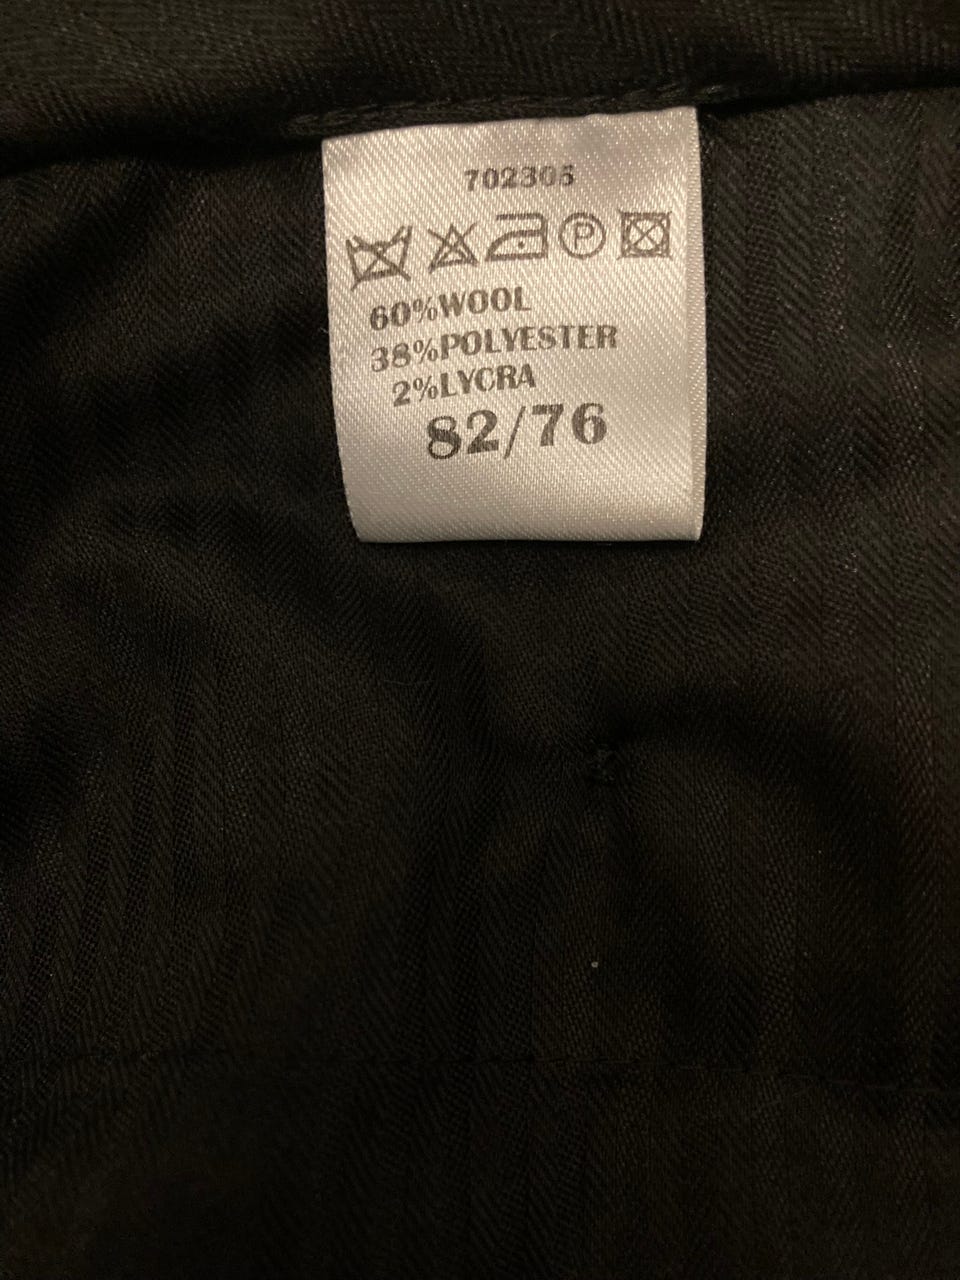 702305
P
60%WOOL
38%POLYESTER
2%LYCRA
82/76